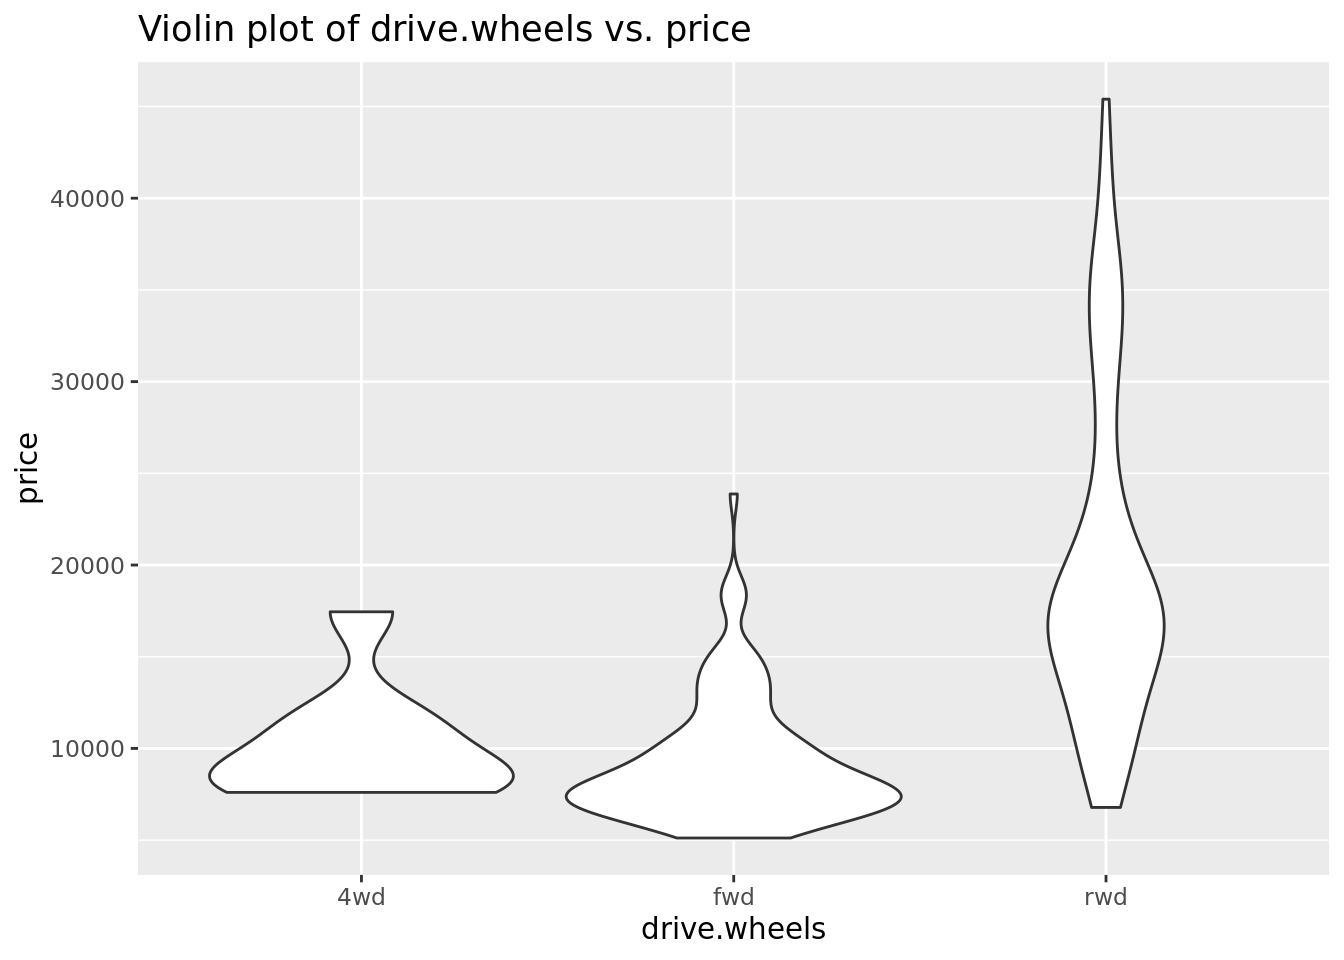 Violin plot of drive.wheels vs. price
40000
30000
20000
10000
price
4wd fwd rwd
drive.wheels